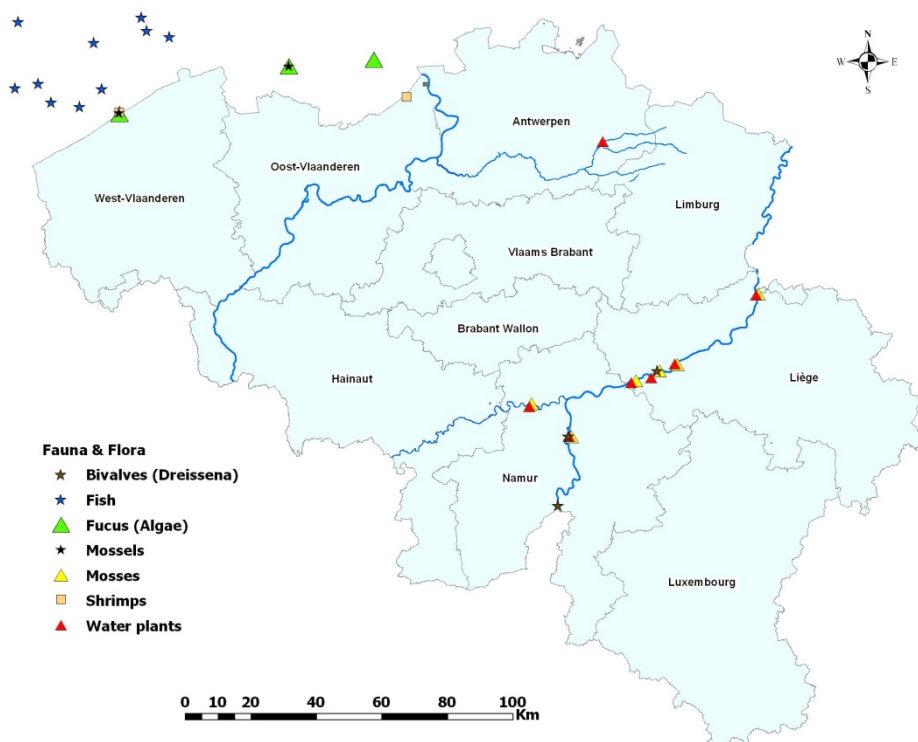 N
W E
S
Antwerpen
Oost-Vlaanderen
West-Vlaanderen
Limburg
Vlaams Brabant
Brabant Wallon
Hainaut
Liège
Namur
Luxembourg
Fauna & Flora
Bivalves (Dreissena)
Fish
Fucus (Algae)
Mossels
Mosses
Shrimps
Water plants
0 10 20 40 60 80 100
Km